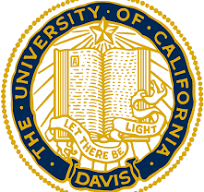 THE · UNIVERSITY · OF · CALIFORNIA
A
LET THERE BE
LIGHT
DAVIS